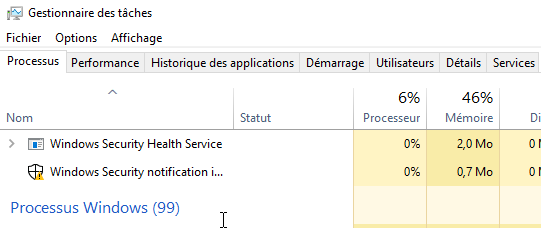 Gestionnaire des tâches
Fichier Options Affichage
Processus Performance Historique des applications Démarrage Utilisateurs Détails Services
6% 46%
Nom Statut Processeur Mémoire Di
Windows Security Health Service 0% 2,0 Mo 0 M
Windows Security notification i... 0% 0,7 Mo 0 M
Processus Windows (99)